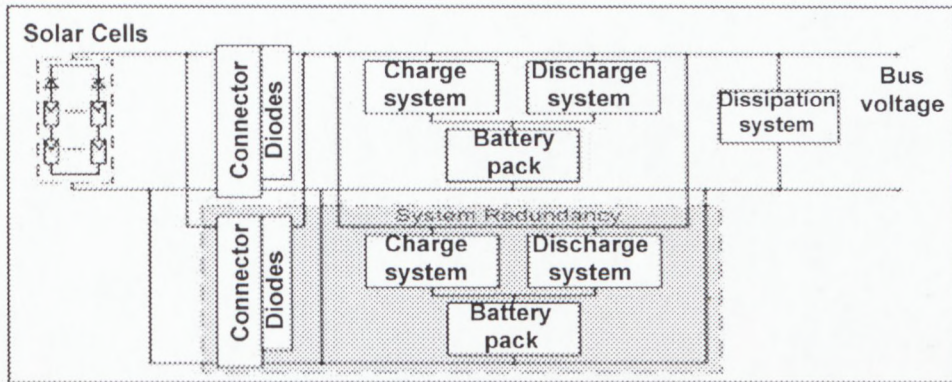 Solar Cells
Connector
Diodes
Charge
system
Discharge
system
Battery
pack
Dissipation
system
Bus
voltage
System Redundancy
Connector
Diodes
Charge
system
Discharge
system
Battery
pack